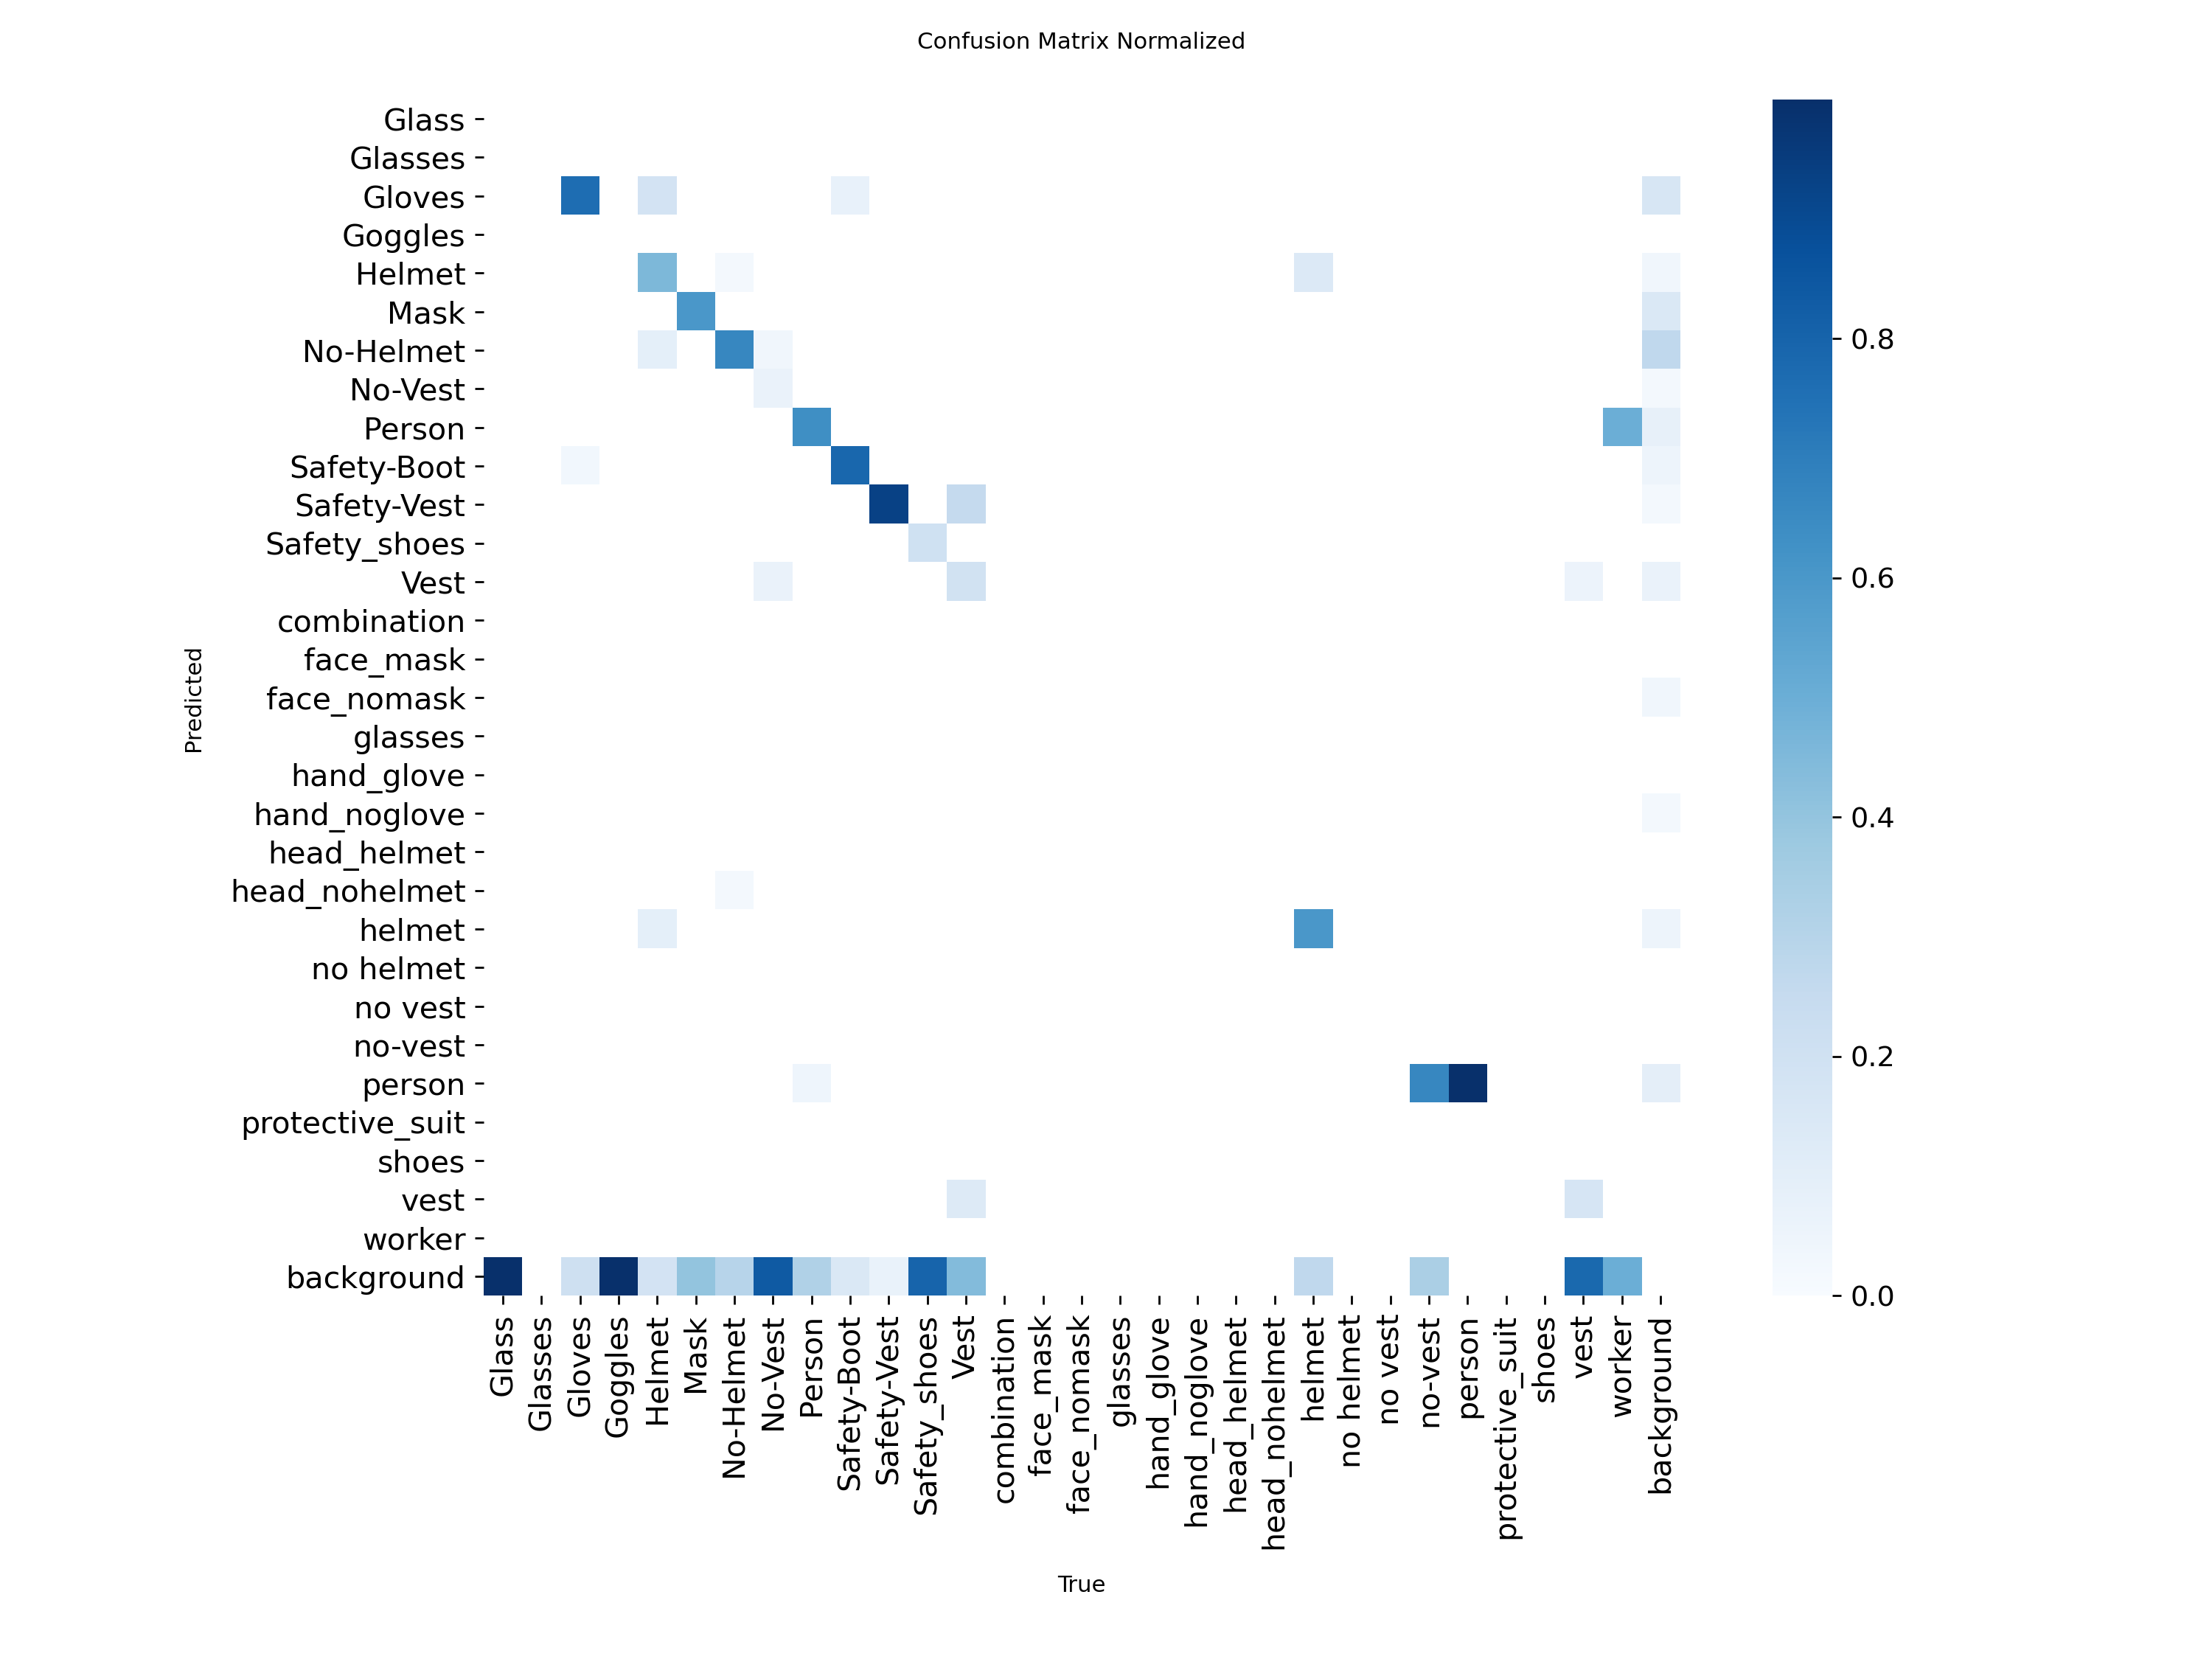 Confusion Matrix Normalized
Glass
Glasses
Gloves
Goggles
Helmet
Mask
No-Helmet
No-Vest
Person
Safety-Boot
Safety-Vest
Safety_shoes
Vest
combination
face_mask
face_nomask
glasses
hand_glove
hand_noglove
head_helmet
head_nohelmet
helmet
no helmet
no vest
no-vest
person
protective_suit
shoes
vest
worker
background
Predicted
Glass
Glasses
Gloves
Goggles
Helmet
Mask
No-Helmet
No-Vest
Person
Safety-Boot
Safety-Vest
Safety_shoes
Vest
combination
face_mask
face_nomask
glasses
hand_glove
hand_noglove
head_helmet
head_nohelmet
helmet
no helmet
no vest
no-vest
person
protective_suit
shoes
vest
worker
background
True
0.8
0.6
0.4
0.2
0.0